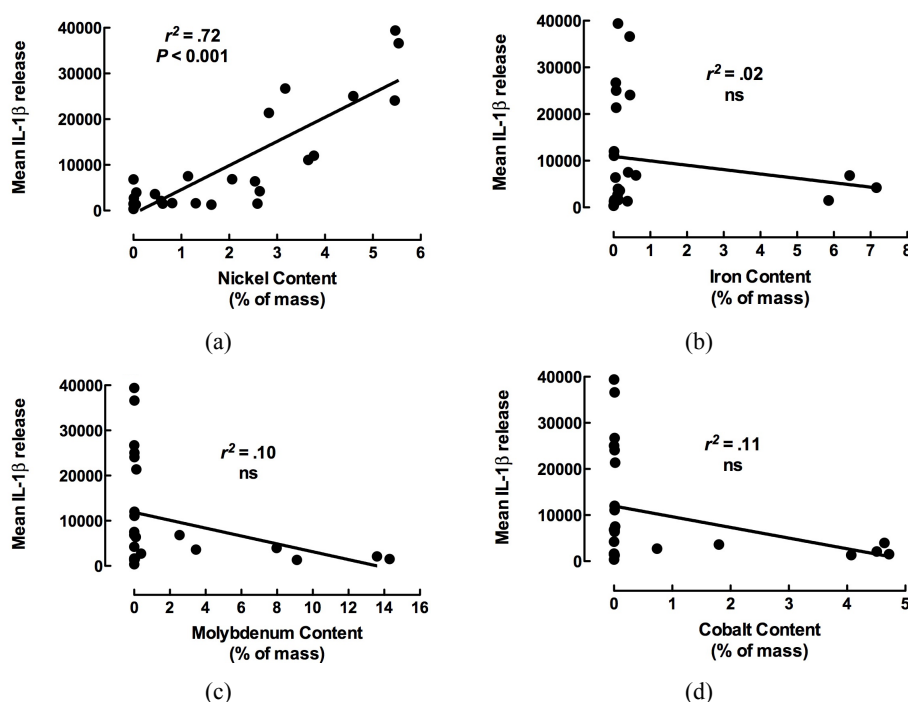 Mean IL-1β release
40000
30000
20000
10000
0
r² = .72
P < 0.001
0 1 2 3 4 5 6
Nickel Content
(% of mass)
(a)
Mean IL-1β release
40000
30000
20000
10000
0
r² = .02
ns
0 1 2 3 4 5 6 7 8
Iron Content
(% of mass)
(b)
Mean IL-1β release
40000
30000
20000
10000
0
r² = .10
ns
0 2 4 6 8 10 12 14 16
Molybdenum Content
(% of mass)
(c)
Mean IL-1β release
40000
30000
20000
10000
0
r² = .11
ns
0 1 2 3 4 5
Cobalt Content
(% of mass)
(d)